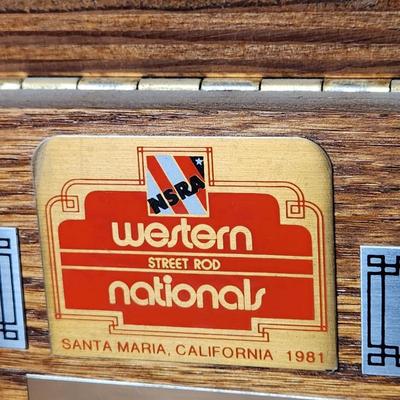 NSRA
western
STREET ROD
nationals
SANTA MARIA, CALIFORNIA 1981